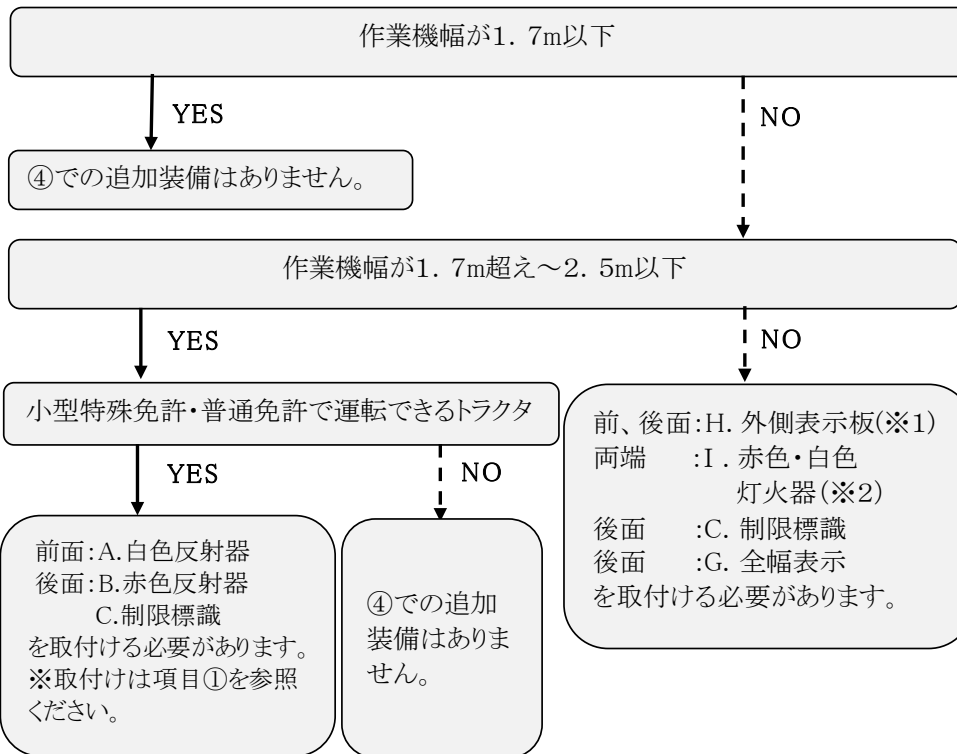 作業機幅が1.7m以下
YES
NO
④での追加装備はありません。
作業機幅が1.7m超え～2.5m以下
YES
NO
小型特殊免許・普通免許で運転できるトラクタ
YES
NO
前面:A.白色反射器
後面:B.赤色反射器
C.制限標識
を取付ける必要があります。
※取付けは項目①を参照
ください。
④での追加
装備はありま
せん。
前、後面:H.外側表示板(※1)
両端 :I.赤色・白色
灯火器(※2)
後面 :C.制限標識
後面 :G.全幅表示
を取付ける必要があります。